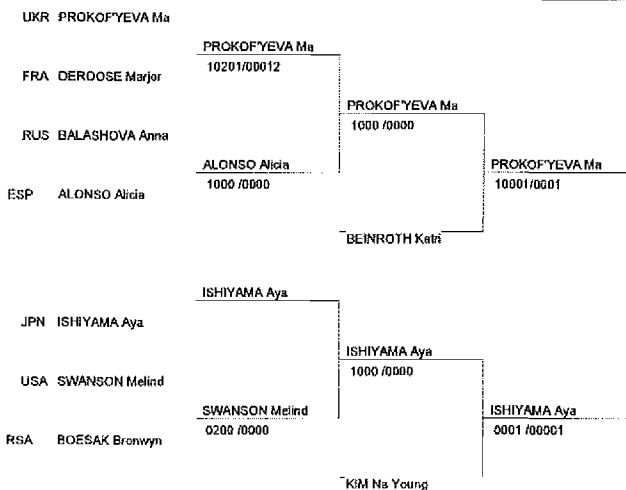 UKR PROKOF'YEVA Ma
PROKOF'YEVA Ma
10201/00012
FRA DEROOSE Marjor
PROKOF'YEVA Ma
1000 /0000
RUS BALASHOVA Anna
ALONSO Alicia
1000 /0000
PROKOF'YEVA Ma
10001/0001
ESP ALONSO Alicia
BEINROTH Katri
ISHIYAMA Aya
JPN ISHIYAMA Aya
ISHIYAMA Aya
1000 /0000
USA SWANSON Melind
SWANSON Melind
0200 /0000
ISHIYAMA Aya
0001 /00001
RSA BOESAK Bronwyn
KIM Na Young